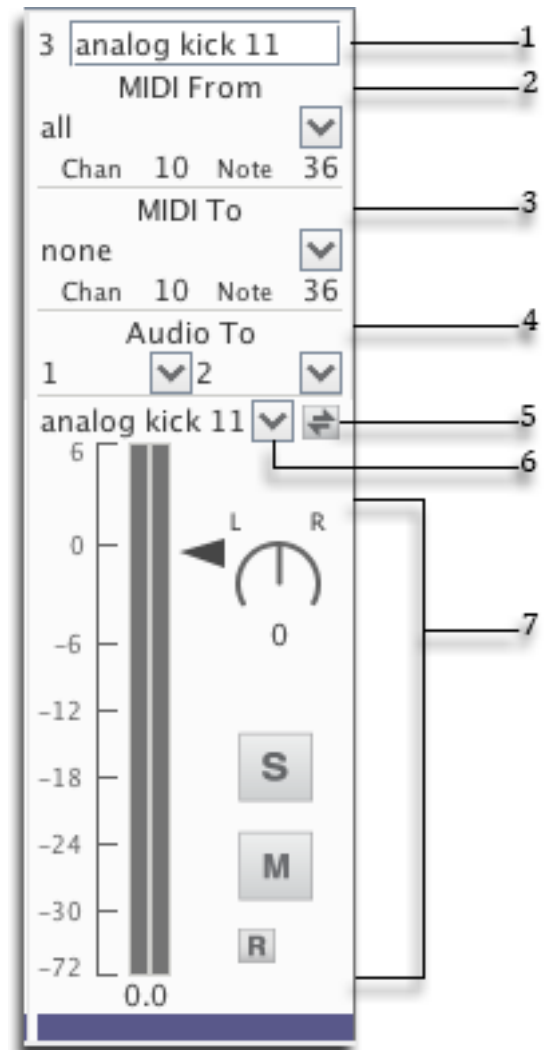 3 analog kick 11 1
MIDI From 2
all
Chan 10 Note 36
MIDI To 3
none
Chan 10 Note 36
Audio To 4
1 2
analog kick 11 5
6 6
L R
0
0
-6 7
-12
S
-18
-24
M
-30
R
-72
0.0